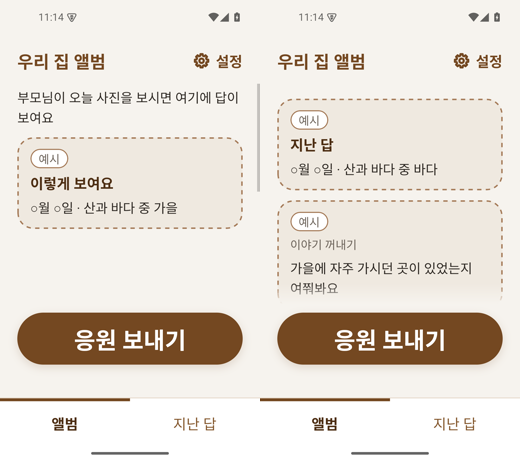 11:14
우리 집 앨범
설정
부모님이 오늘 사진을 보시면 여기에 답이
보여요
예시
이렇게 보여요
○월 ○일 · 산과 바다 중 가을
응원 보내기
앨범
지난 답
11:14
우리 집 앨범
설정
예시
지난 답
○월 ○일 · 산과 바다 중 바다
예시
이야기 꺼내기
가을에 자주 가시던 곳이 있었는지
여쭤봐요
응원 보내기
앨범
지난 답